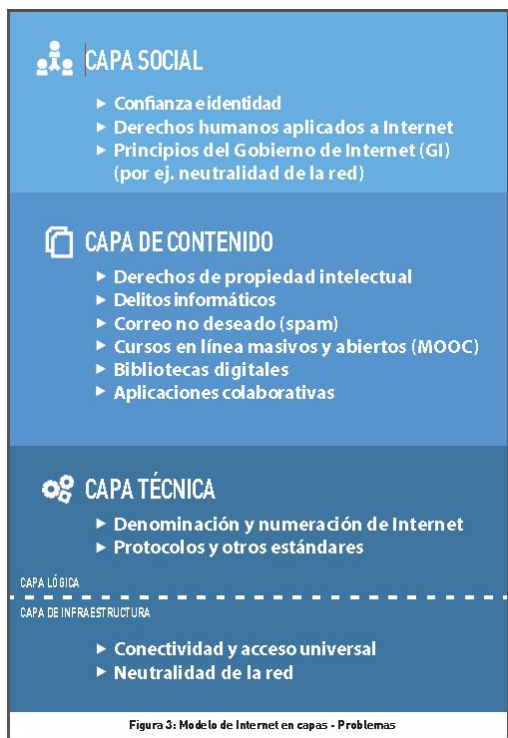 CAPA SOCIAL
Confianza e identidad
Derechos humanos aplicados a Internet
Principios del Gobierno de Internet (GI)
(por ej. neutralidad de la red)
CAPA DE CONTENIDO
Derechos de propiedad intelectual
Delitos informáticos
Correo no deseado (spam)
Cursos en línea masivos y abiertos (MOOC)
Bibliotecas digitales
Aplicaciones colaborativas
CAPA TÉCNICA
Denominación y numeración de Internet
Protocolos y otros estándares
CAPA LÓGICA
CAPA DE INFRAESTRUCTURA
Conectividad y acceso universal
Neutralidad de la red
Figura 3: Modelo de Internet en capas - Problemas